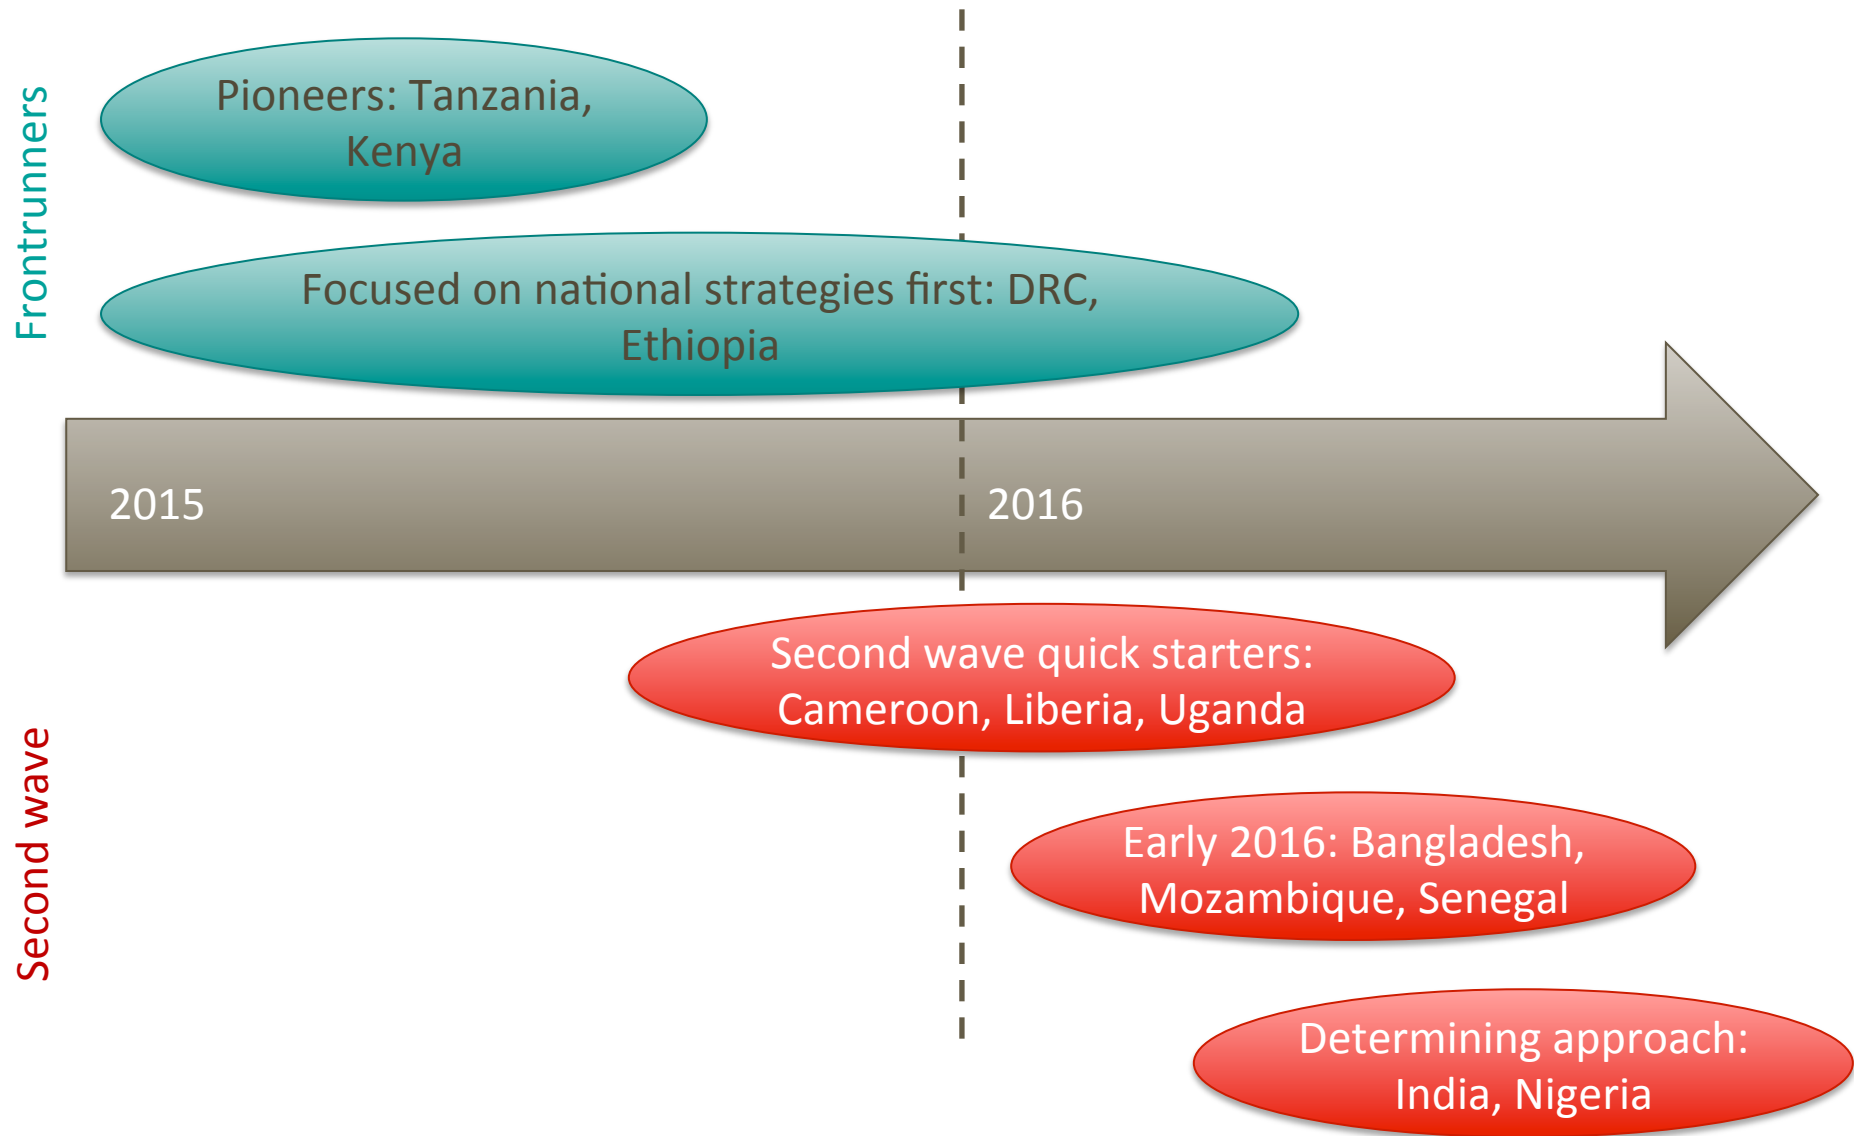 Frontrunners
Pioneers: Tanzania,
Kenya
Focused on national strategies first: DRC,
Ethiopia
2015
2016
Second wave
Second wave quick starters:
Cameroon, Liberia, Uganda
Early 2016: Bangladesh,
Mozambique, Senegal
Determining approach:
India, Nigeria